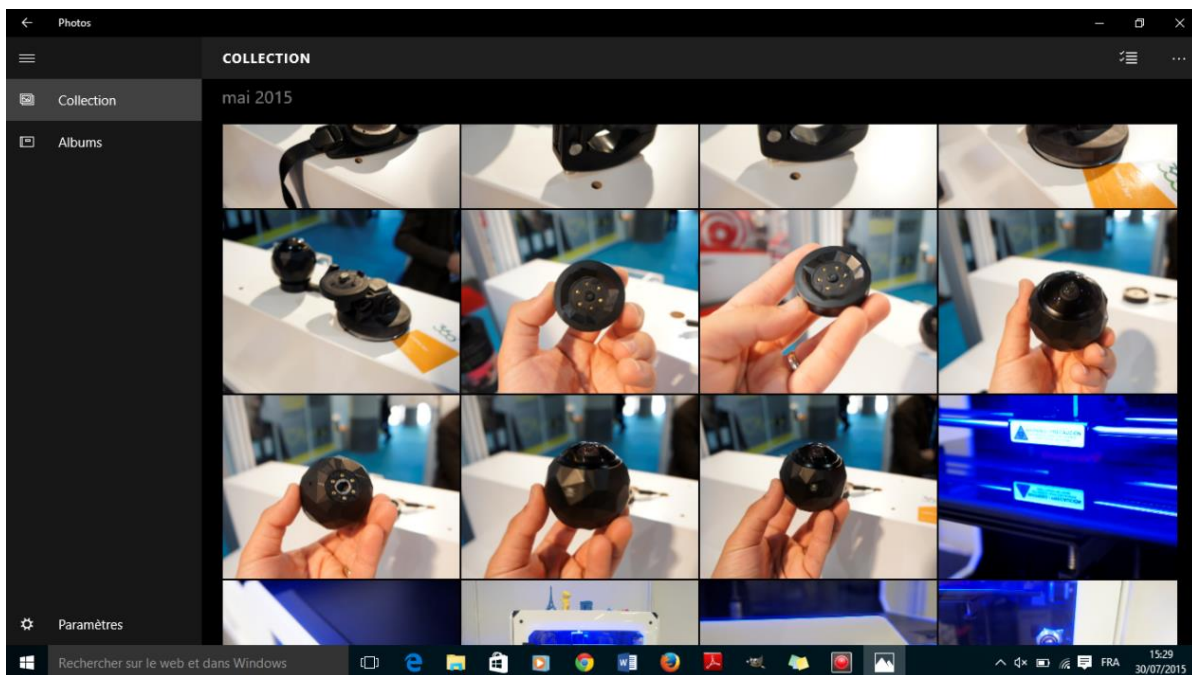 Photos
COLLECTION
Collection
mai 2015
Albums
360
Paramètres
Rechercher sur le web et dans Windows
FRA
15:29
30/07/2015